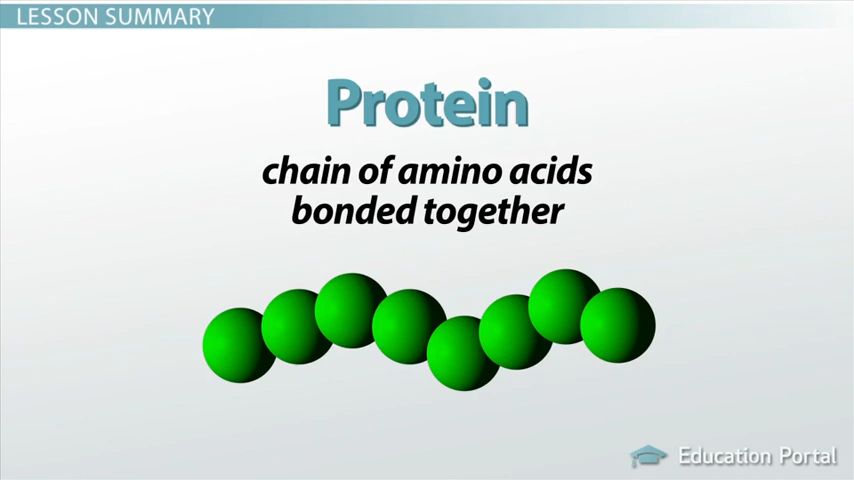 LESSON SUMMARY
Protein
chain of amino acids
bonded together
Education Portal